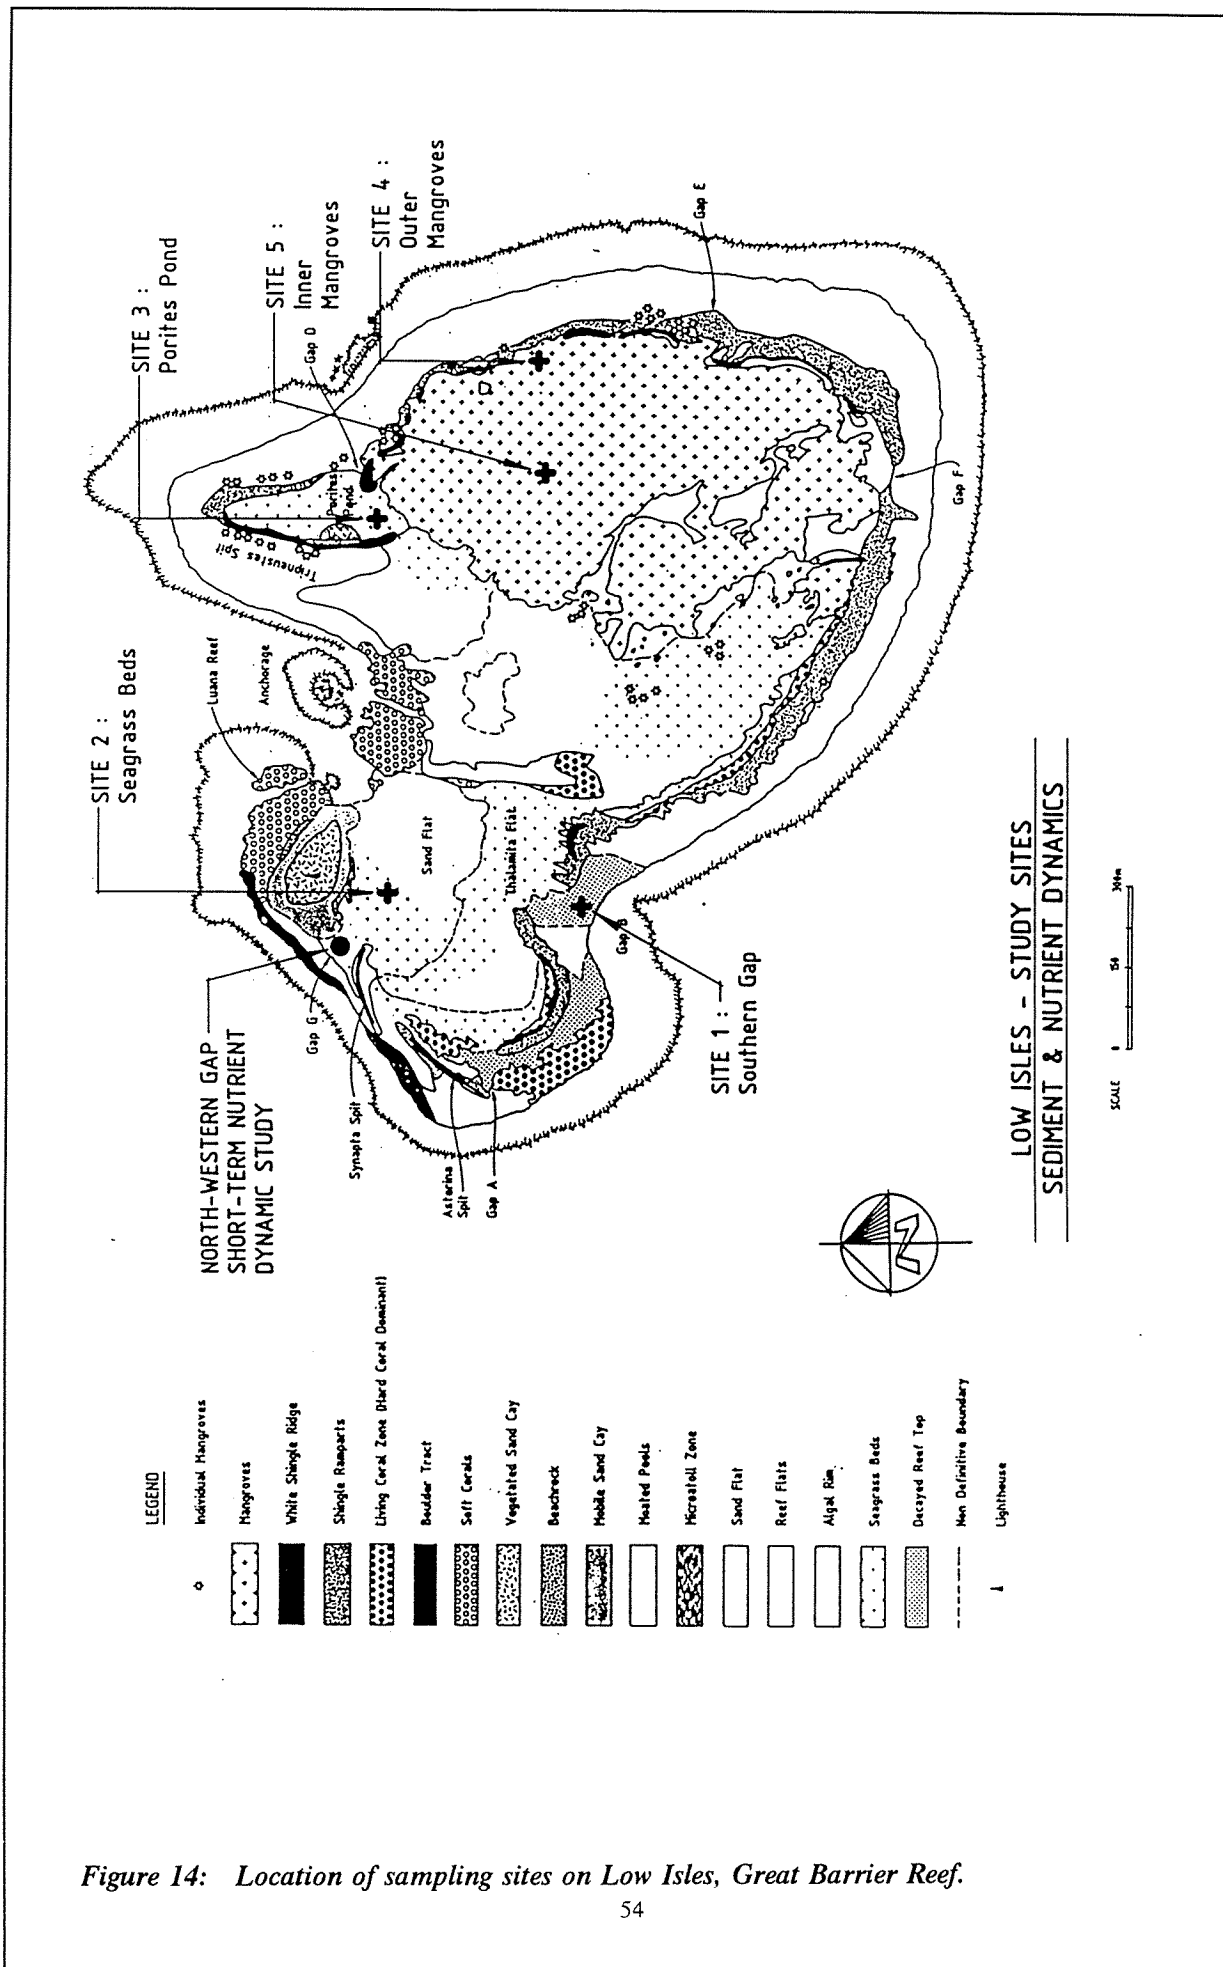 SITE 3 :
Porites Pond
SITE 5 :
Inner
Mangroves
SITE 4 :
Outer
Mangroves
Gap D
Gap E
Porites
Pond
Tripneustes Spit
Gap F
SITE 2 :
Seagrass Beds
Luana Reef
Anchorage
Sand Flat
Thalamita Flat
Gap B
NORTH-WESTERN GAP
SHORT-TERM NUTRIENT
DYNAMIC STUDY
Gap G
Synapta Spit
Asterina
Spit
Gap A
SITE 1 :
Southern Gap
LOW ISLES - STUDY SITES
SEDIMENT & NUTRIENT DYNAMICS
SCALE
0
150
300m
N
LEGEND
Individual Mangroves
Mangroves
White Shingle Ridge
Shingle Ramparts
Living Coral Zone (Hard Coral Dominant)
Boulder Tract
Soft Corals
Vegetated Sand Cay
Beachrock
Mobile Sand Cay
Moated Pools
Microatoll Zone
Sand Flat
Reef Flats
Algal Rim
Seagrass Beds
Decayed Reef Top
Non Definitive Boundary
Lighthouse
Figure 14: Location of sampling sites on Low Isles, Great Barrier Reef.
54